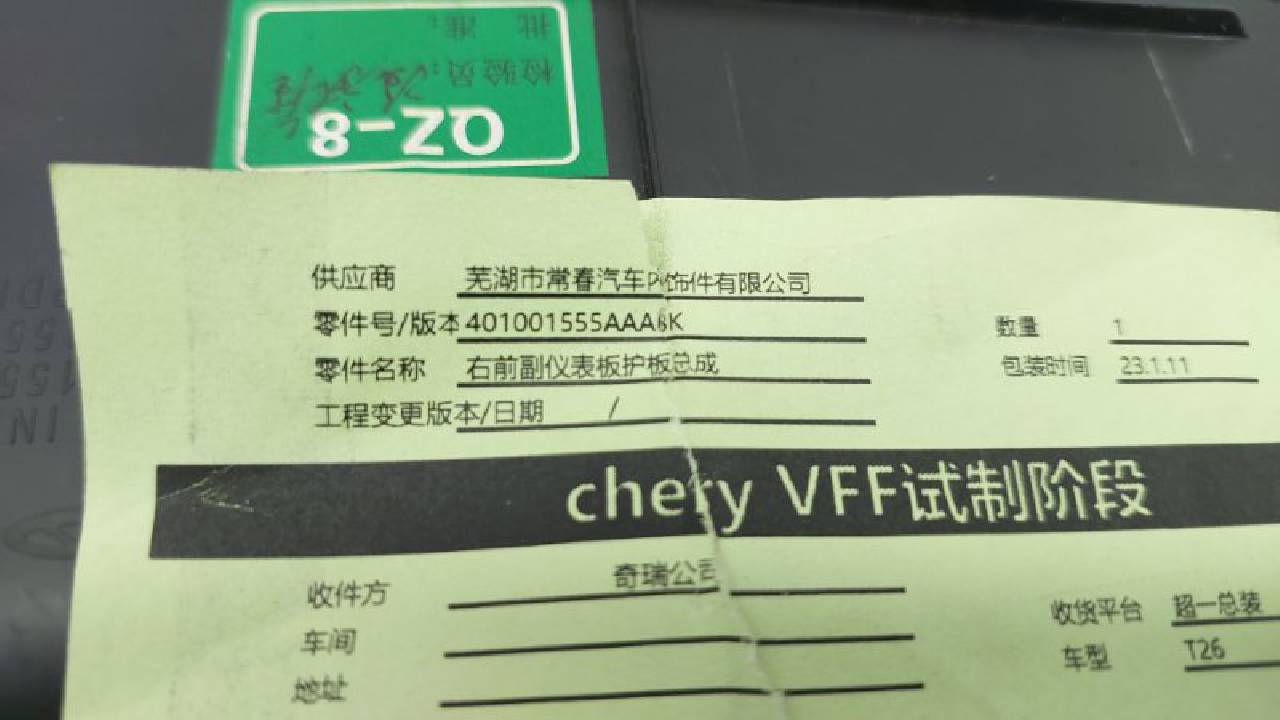 批 准：
检验员：
QZ-8
供应商 芜湖市常春汽车内饰件有限公司
零件号/版本 401001555AAABK
数量 1
零件名称 右前副仪表板护板总成
包装时间 23.1.11
工程变更版本/日期 /
chery VFF试制阶段
收件方 奇瑞公司
收货平台 超一总装
车间
车型 T26
地址